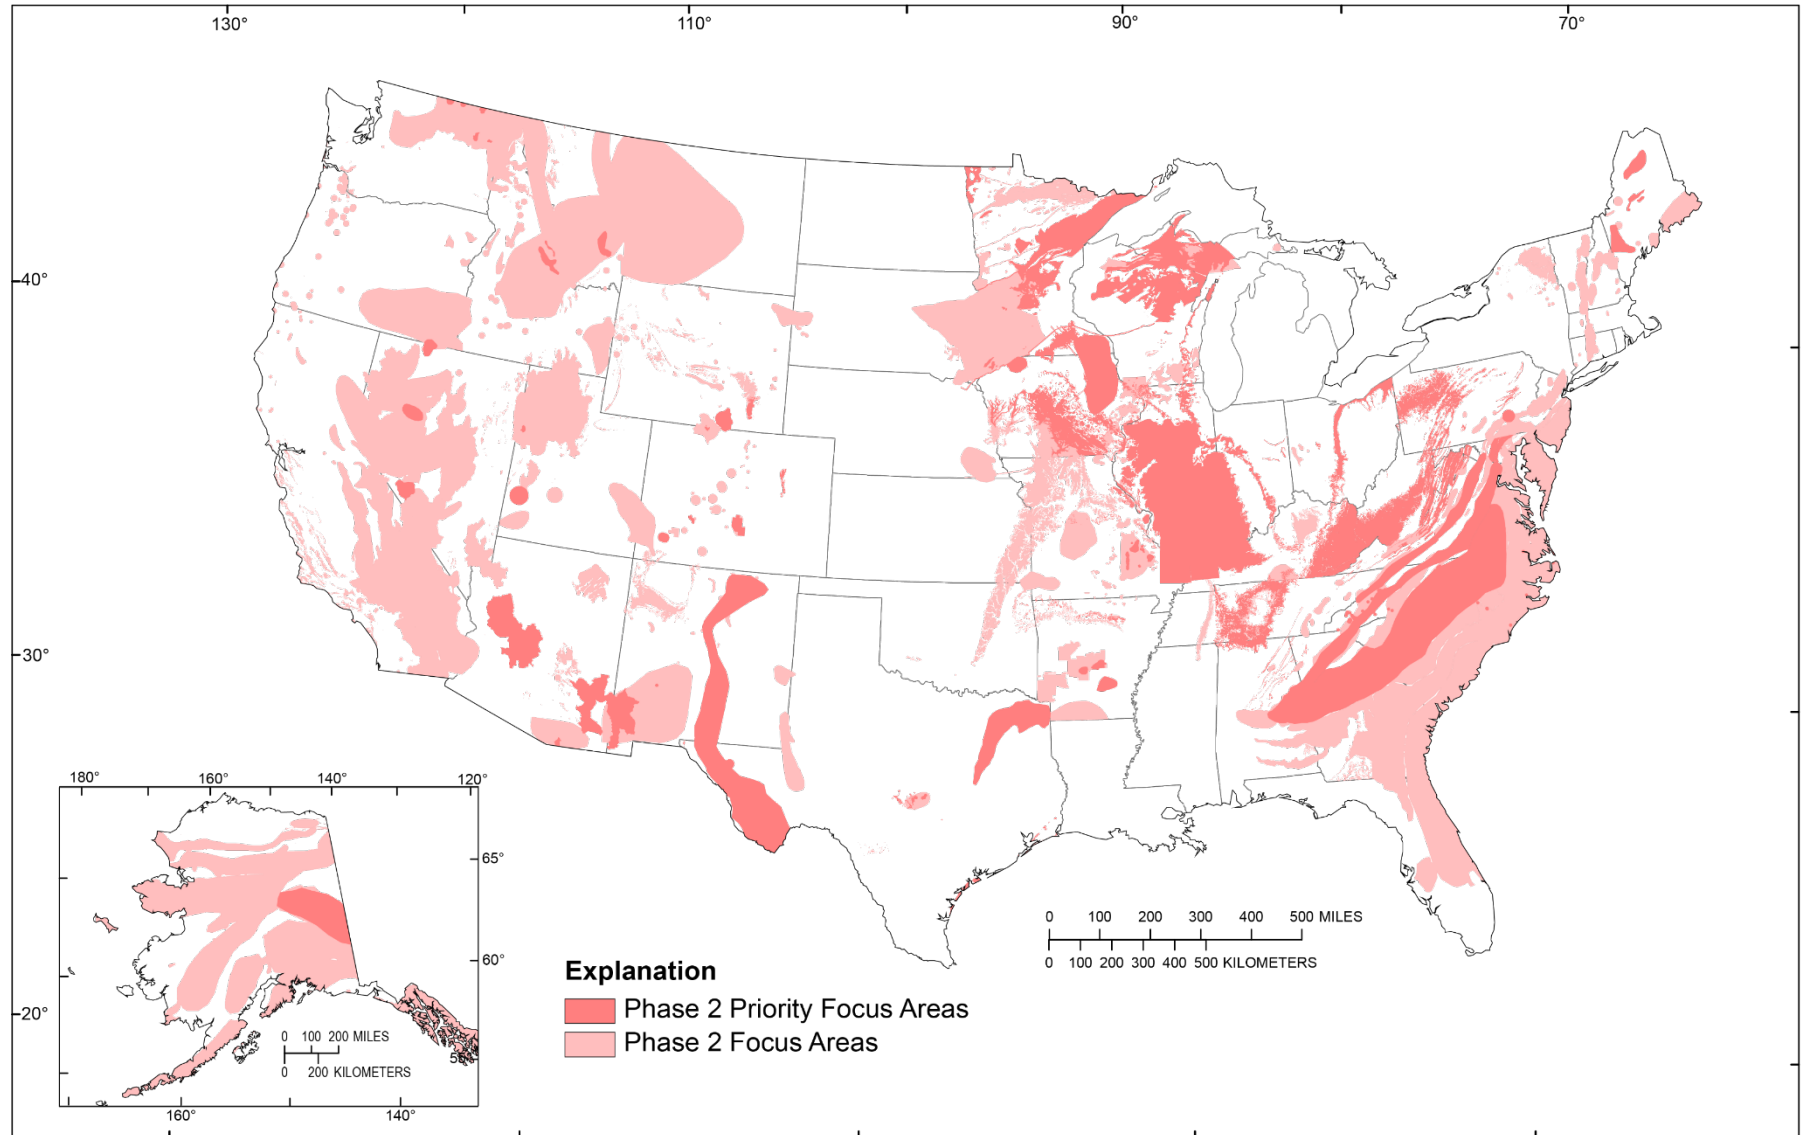 130° 110° 90° 70°
40°
30°
180° 160° 140° 120°
65°
60°
20°
0 100 200 300 400 500 MILES
0 100 200 300 400 500 KILOMETERS
Explanation
Phase 2 Priority Focus Areas
Phase 2 Focus Areas
0 100 200 MILES
0 200 KILOMETERS
160° 140°